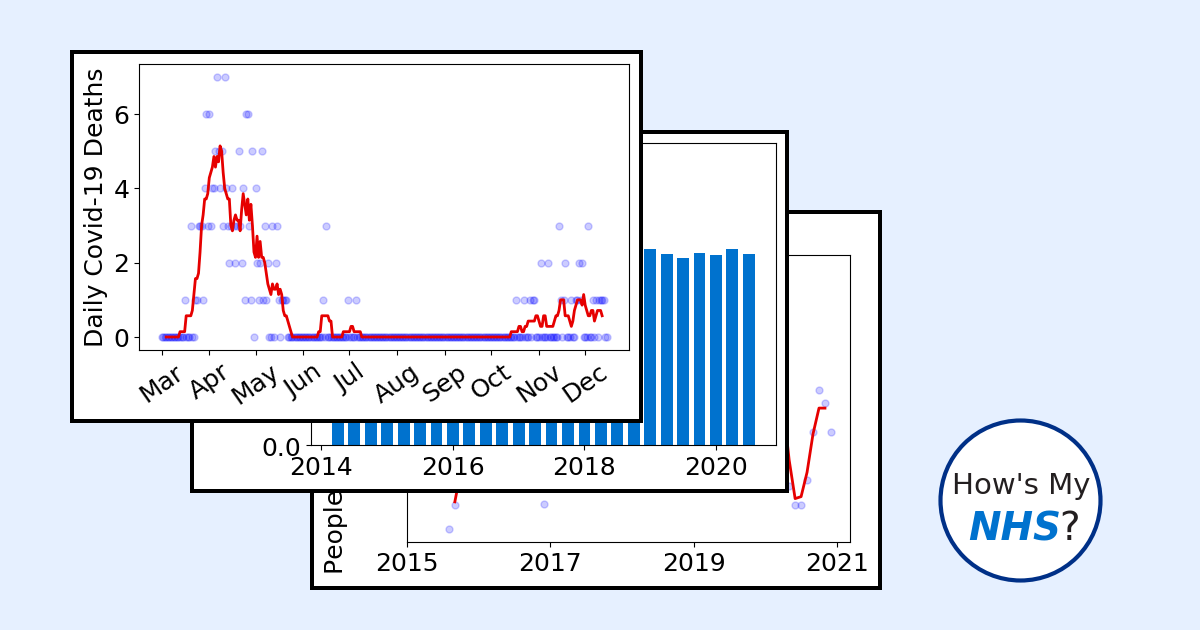 Daily Covid-19 Deaths
6
4
2
0
Mar Apr May Jun Jul Aug Sep Oct Nov Dec
0.0
2014 2016 2018 2020
People
2015 2017 2019 2021
How's My
NHS?